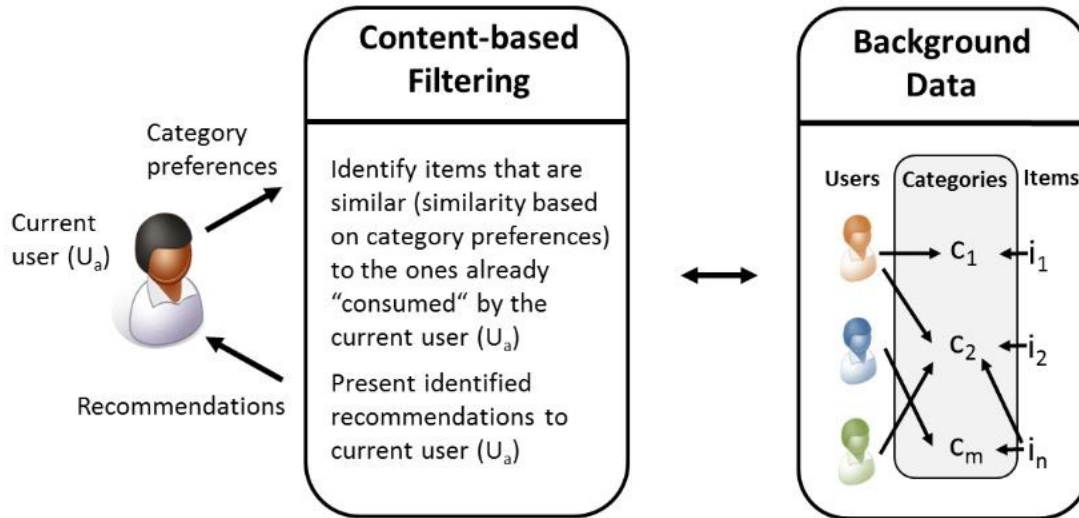 Content-based
Filtering
Category
preferences
Current
user (Uₐ)
Recommendations
Identify items that are
similar (similarity based
on category preferences)
to the ones already
“consumed“ by the
current user (Uₐ)
Present identified
recommendations to
current user (Uₐ)
Background
Data
Users Categories Items
c₁ i₁
c₂ i₂
cₘ iₙ